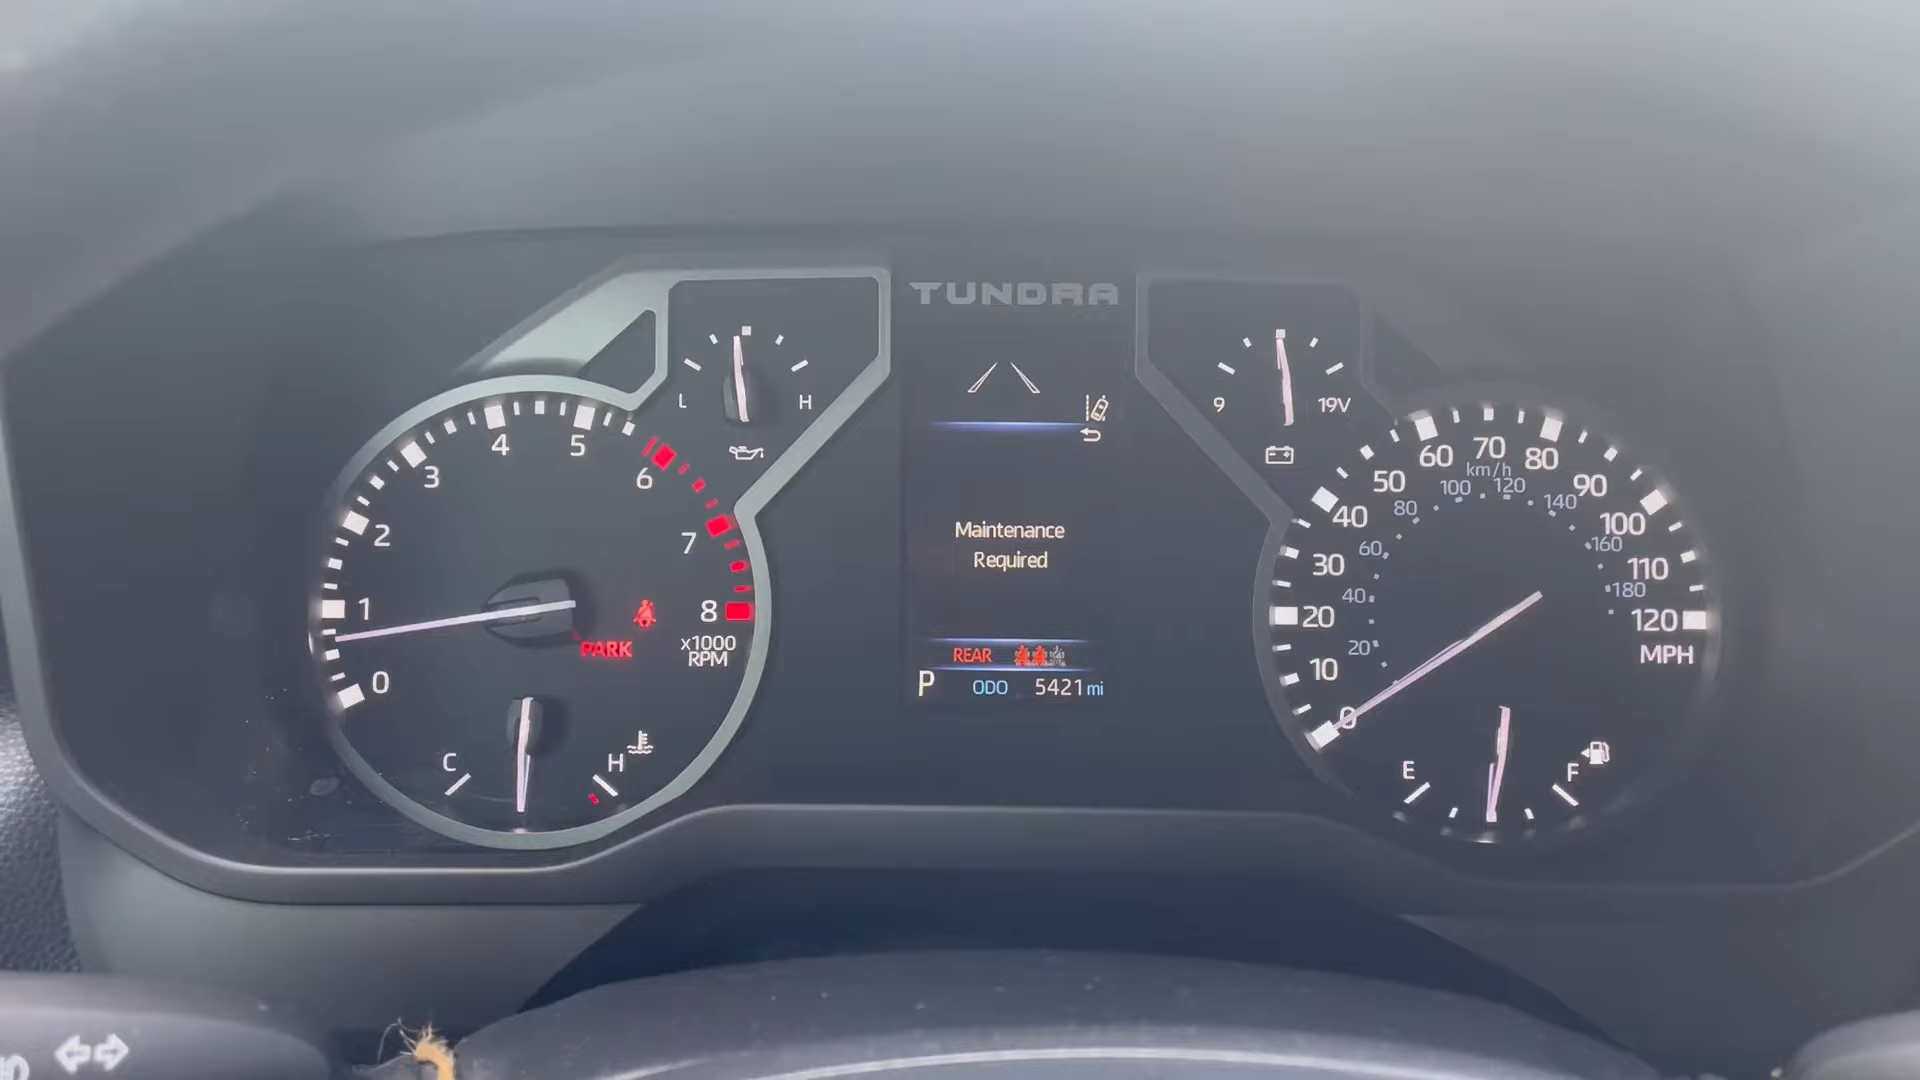 TUNDRA
L H
9 19V
0 1 2 3 4 5 6 7 8
x1000
RPM
PARK
C H
Maintenance
Required
REAR
P ODO 5421 mi
0 10 20 30 40 50 60 70 80 90 100 110 120
MPH
km/h
20 40 60 80 100 120 140 160 180
E F